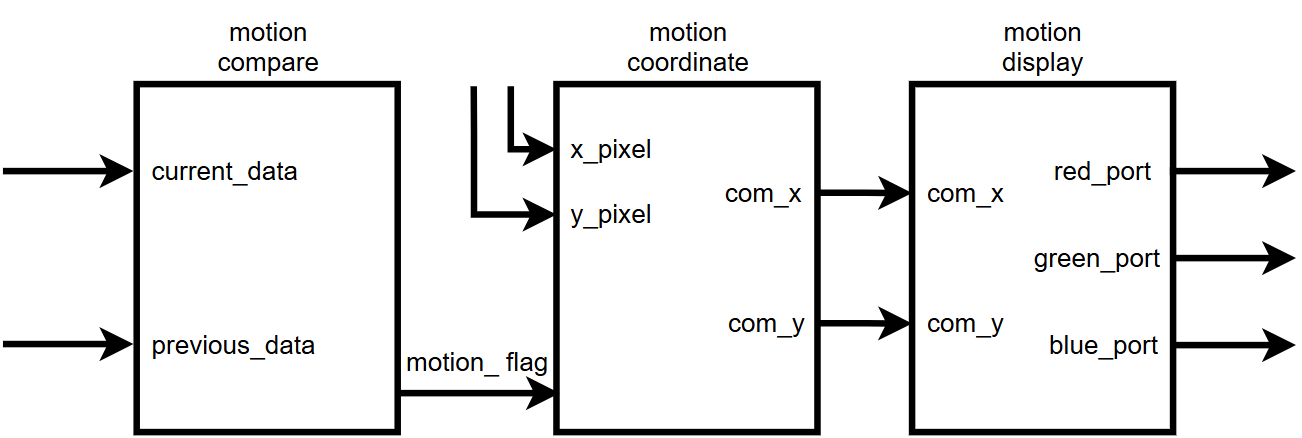 motion
compare
current_data
previous_data
motion_ flag
motion
coordinate
x_pixel
y_pixel
com_x
com_y
motion
display
com_x
com_y
red_port
green_port
blue_port